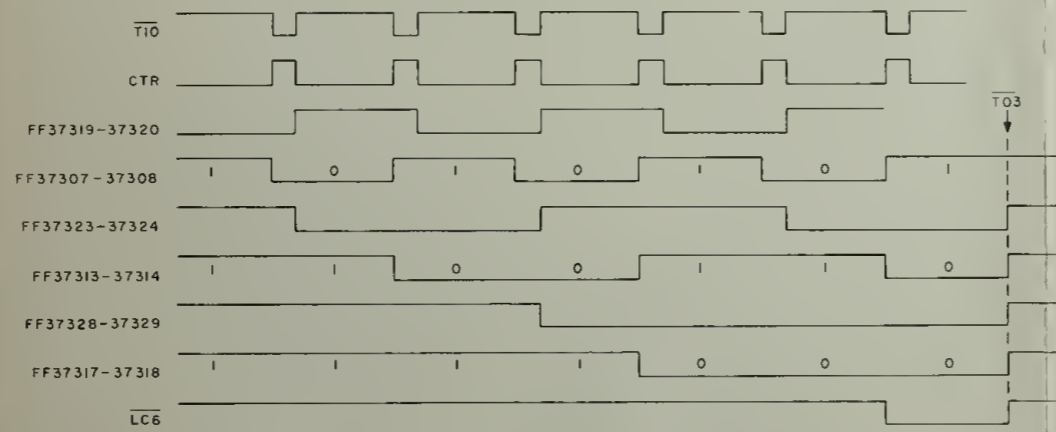 T10
CTR
T03
FF37319-37320
FF37307-37308 1 0 1 0 1 0 1
FF37323-37324
FF37313-37314 1 1 0 0 1 1 0
FF37328-37329
FF37317-37318 1 1 1 1 0 0 0
LC6